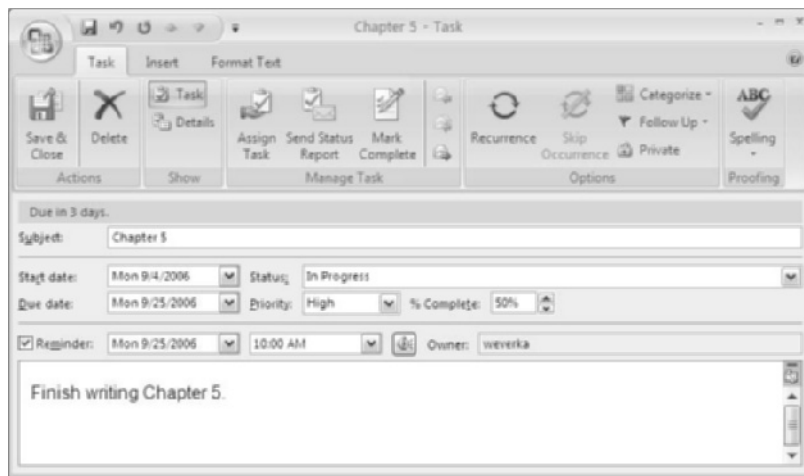 Chapter 5 - Task
Task Insert Format Text
Save & Close
Delete
Task
Details
Assign Task
Send Status Report
Mark Complete
Recurrence
Skip Occurrence
Categorize
Follow Up
Private
ABC
Spelling
Actions Show Manage Task Options Proofing
Due in 3 days.
Subject: Chapter 5
Start date: Mon 9/4/2006 Status: In Progress
Due date: Mon 9/25/2006 Priority: High % Complete: 50%
Reminder: Mon 9/25/2006 10:00 AM Owner: weverka
Finish writing Chapter 5.